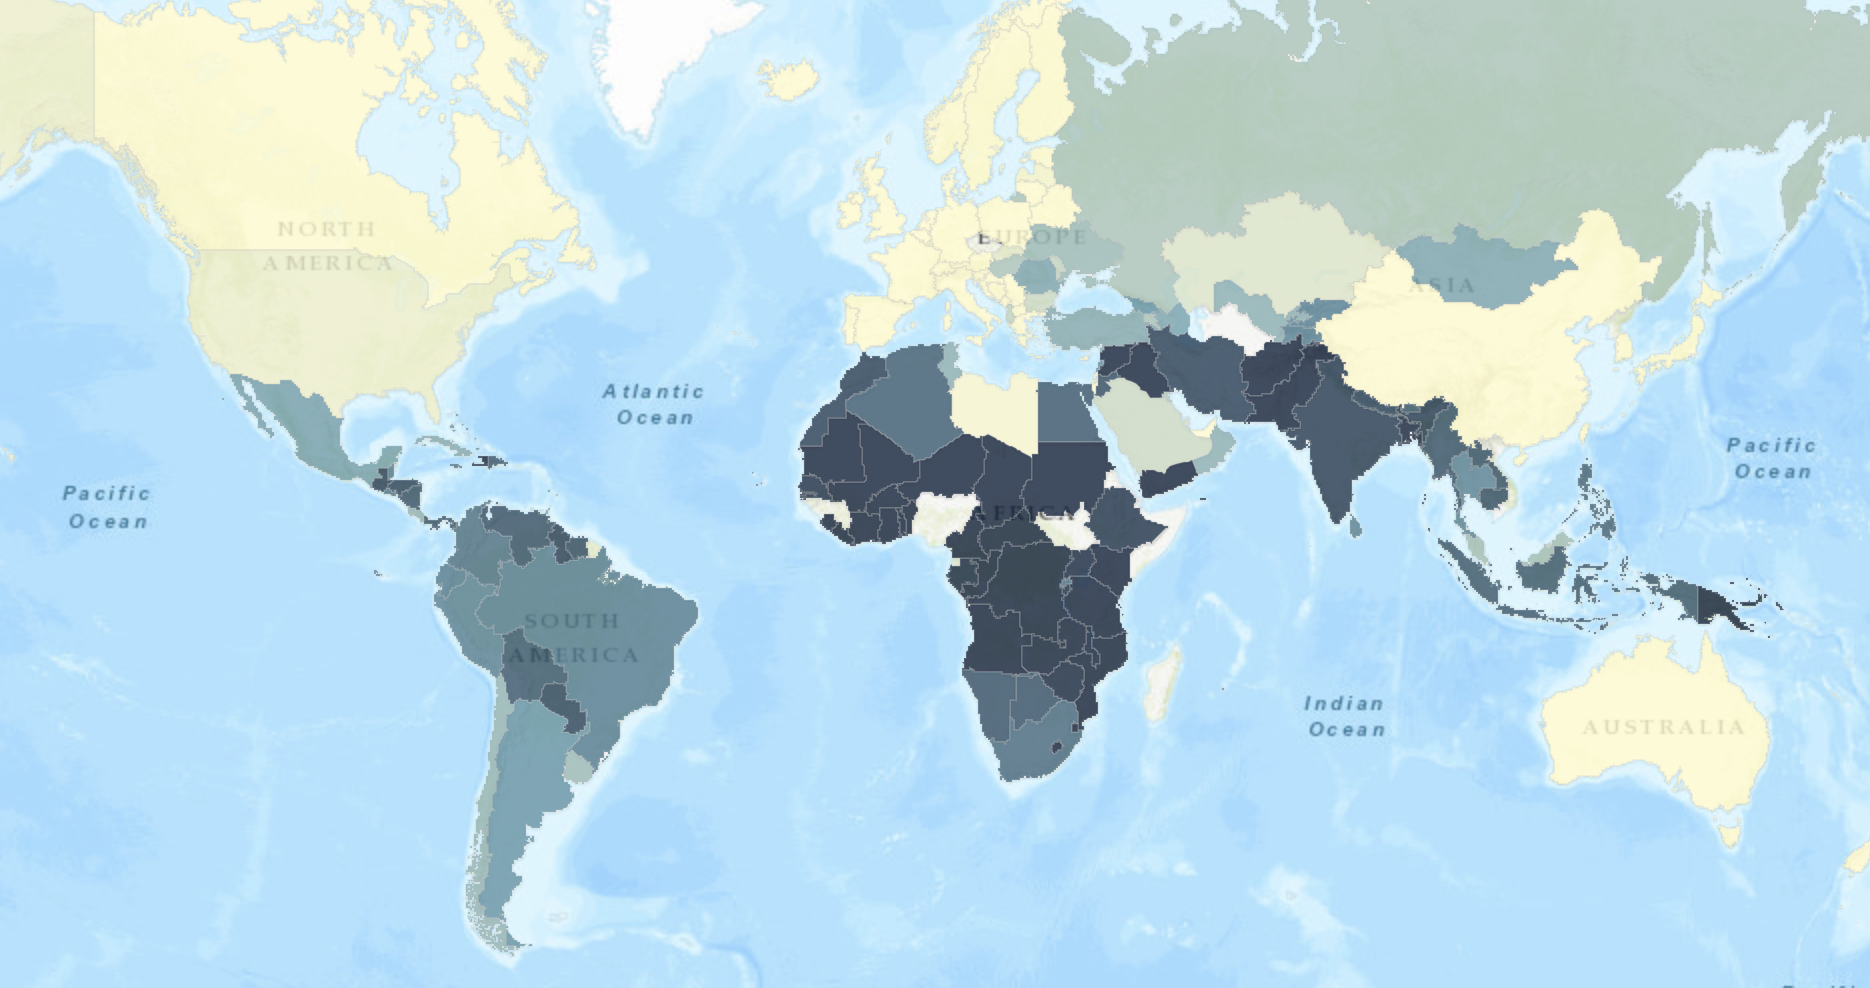 NORTH
AMERICA
EUROPE
ASIA
Atlantic
Ocean
Pacific
Ocean
Pacific
Ocean
AFRICA
SOUTH
AMERICA
Indian
Ocean
AUSTRALIA